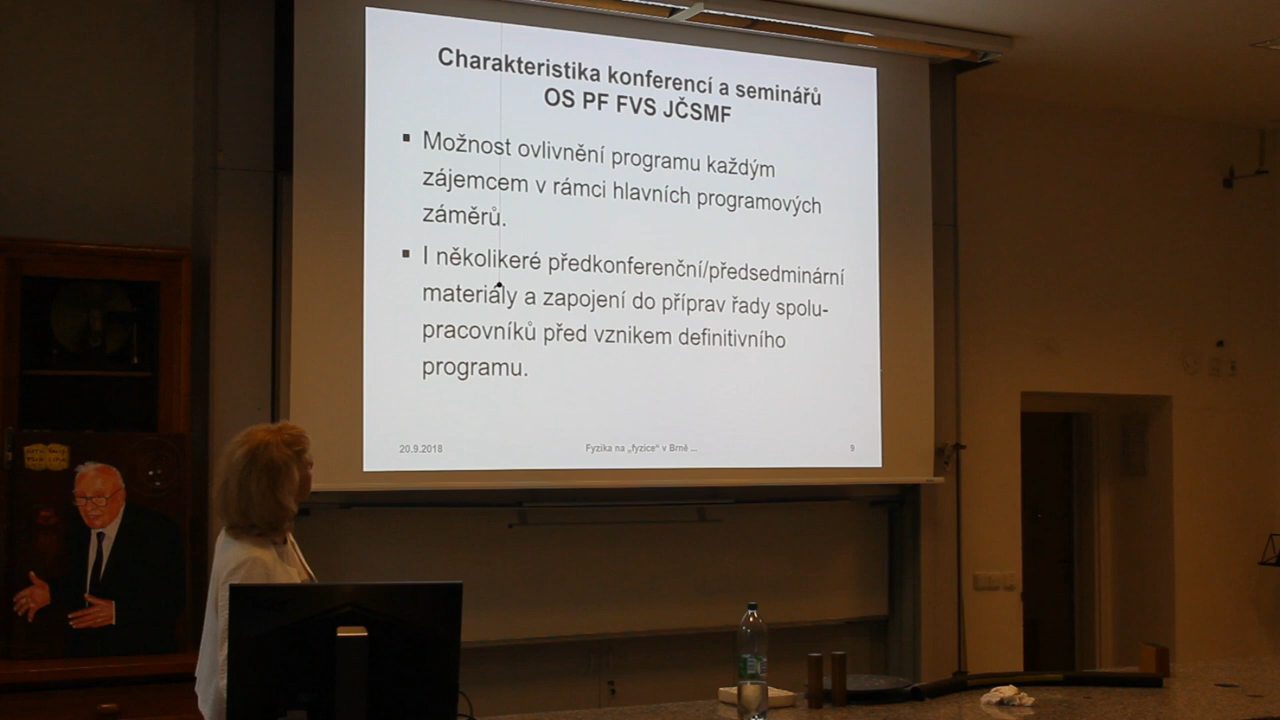 Charakteristika konferencí a seminářů
OS PF FVS JČSMF
▪ Možnost ovlivnění programu každým
zájemcem v rámci hlavních programových
záměrů.
▪ I několikeré předkonferenční/předsedminární
materiály a zapojení do příprav řady spolu-
pracovníků před vznikem definitivního
programu.
20.9.2018 Fyzika na „fyzice“ v Brně ... 9